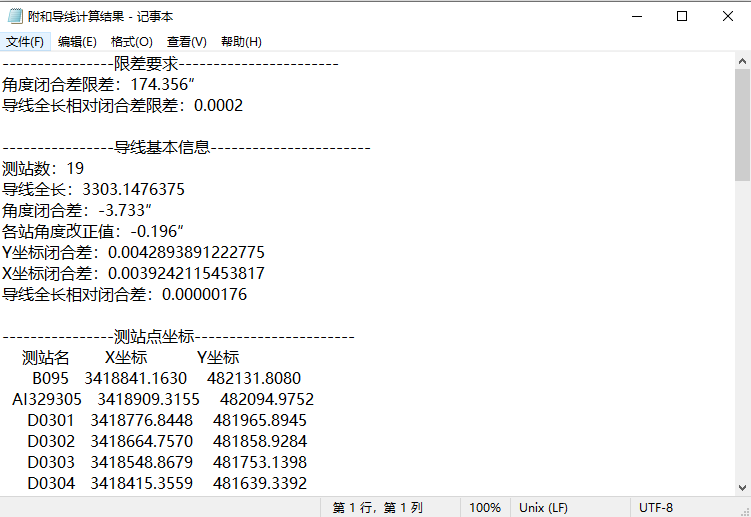 附和导线计算结果 - 记事本
文件(F) 编辑(E) 格式(O) 查看(V) 帮助(H)
----------------限差要求-----------------------
角度闭合差限差：174.356″
导线全长相对闭合差限差：0.0002
----------------导线基本信息-----------------------
测站数：19
导线全长：3303.1476375
角度闭合差：-3.733″
各站角度改正值：-0.196″
Y坐标闭合差：0.0042893891222775
X坐标闭合差：0.0039242115453817
导线全长相对闭合差：0.00000176
----------------测站点坐标-----------------------
测站名 X坐标 Y坐标
B095 3418841.1630 482131.8080
AI329305 3418909.3155 482094.9752
D0301 3418776.8448 481965.8945
D0302 3418664.7570 481858.9284
D0303 3418548.8679 481753.1398
D0304 3418415.3559 481639.3392
第 1 行，第 1 列 100% Unix (LF) UTF-8